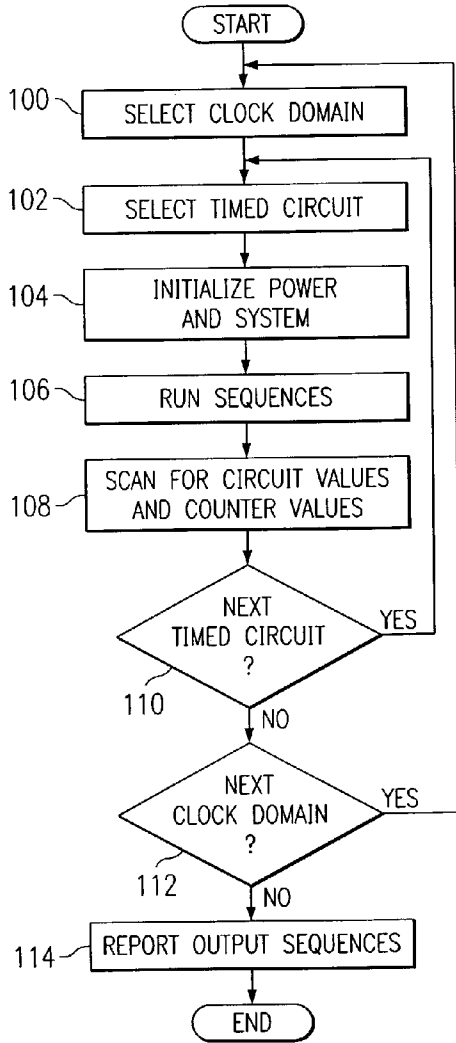 START
100
SELECT CLOCK DOMAIN
102
SELECT TIMED CIRCUIT
104
INITIALIZE POWER
AND SYSTEM
106
RUN SEQUENCES
108
SCAN FOR CIRCUIT VALUES
AND COUNTER VALUES
NEXT
TIMED CIRCUIT
?
YES
110
NO
NEXT
CLOCK DOMAIN
?
YES
112
NO
114
REPORT OUTPUT SEQUENCES
END